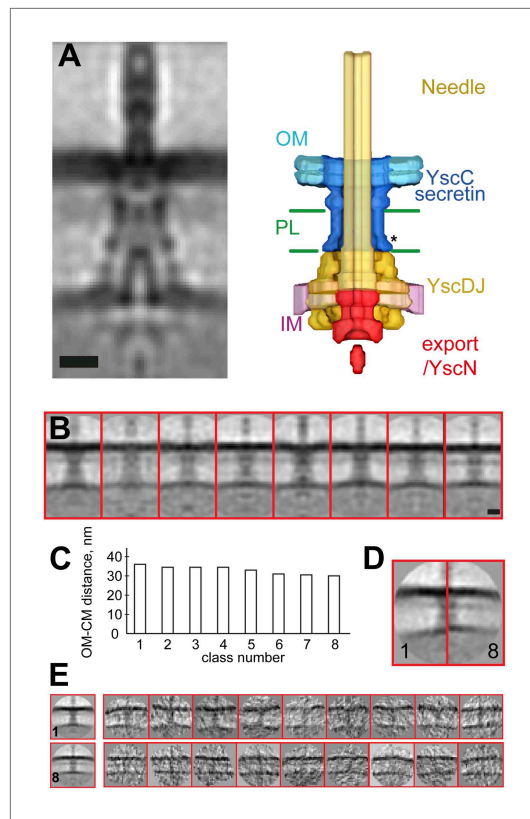 A
Needle
OM
YscC
secretin
PL
*
YscDJ
IM
export
/YscN
B
C
OM-CM distance, nm
40
30
20
10
0
1 2 3 4 5 6 7 8
class number
D
1 8
E
1
8